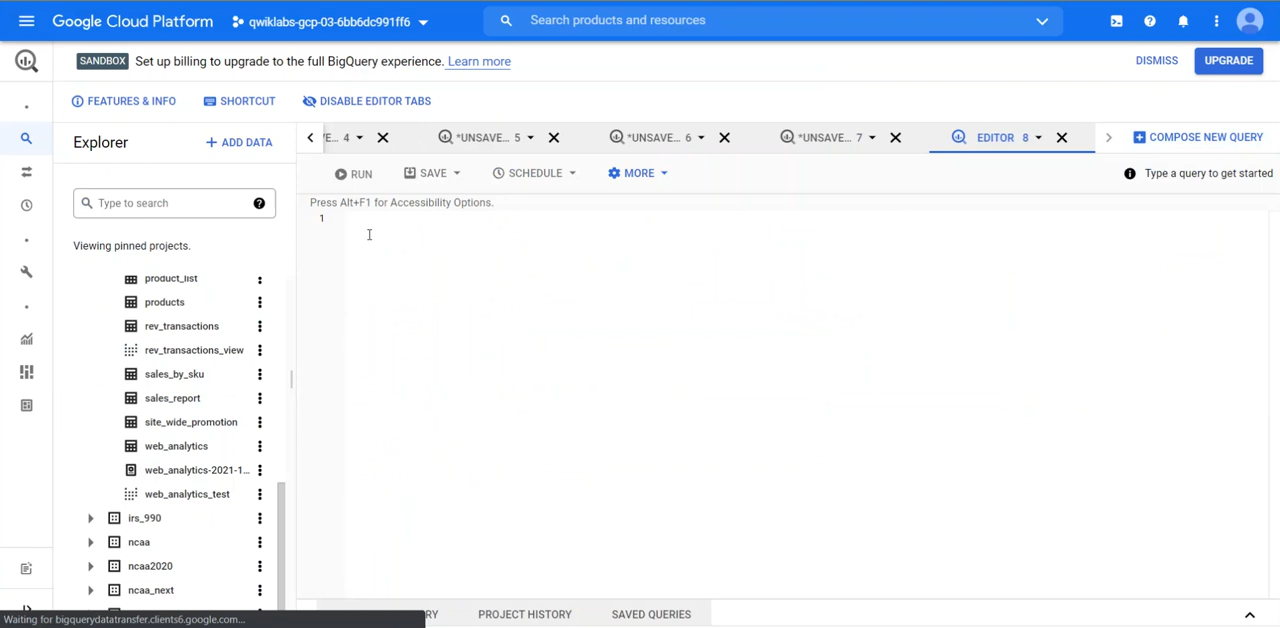 Google Cloud Platform
qwiklabs-gcp-03-6bb6dc991ff6
Search products and resources
SANDBOX
Set up billing to upgrade to the full BigQuery experience. Learn more
DISMISS
UPGRADE
FEATURES & INFO
SHORTCUT
DISABLE EDITOR TABS
Explorer
+ ADD DATA
E... 4
*UNSAVE... 5
*UNSAVE... 6
*UNSAVE... 7
EDITOR 8
COMPOSE NEW QUERY
RUN
SAVE
SCHEDULE
MORE
Type a query to get started
Type to search
Press Alt+F1 for Accessibility Options.
1
Viewing pinned projects.
product_list
products
rev_transactions
rev_transactions_view
sales_by_sku
sales_report
site_wide_promotion
web_analytics
web_analytics-2021-1...
web_analytics_test
irs_990
ncaa
ncaa2020
ncaa_next
RY
PROJECT HISTORY
SAVED QUERIES
Waiting for bigquerydatatransfer.clients6.google.com...